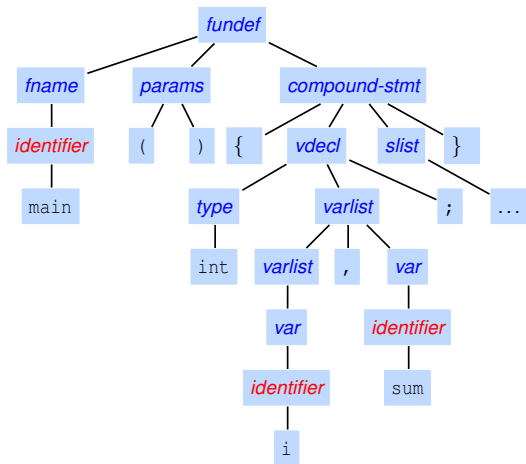 fundef
fname params compound-stmt
identifier ( ) { vdecl slist }
main type varlist ; ...
int varlist , var
var identifier
identifier sum
i